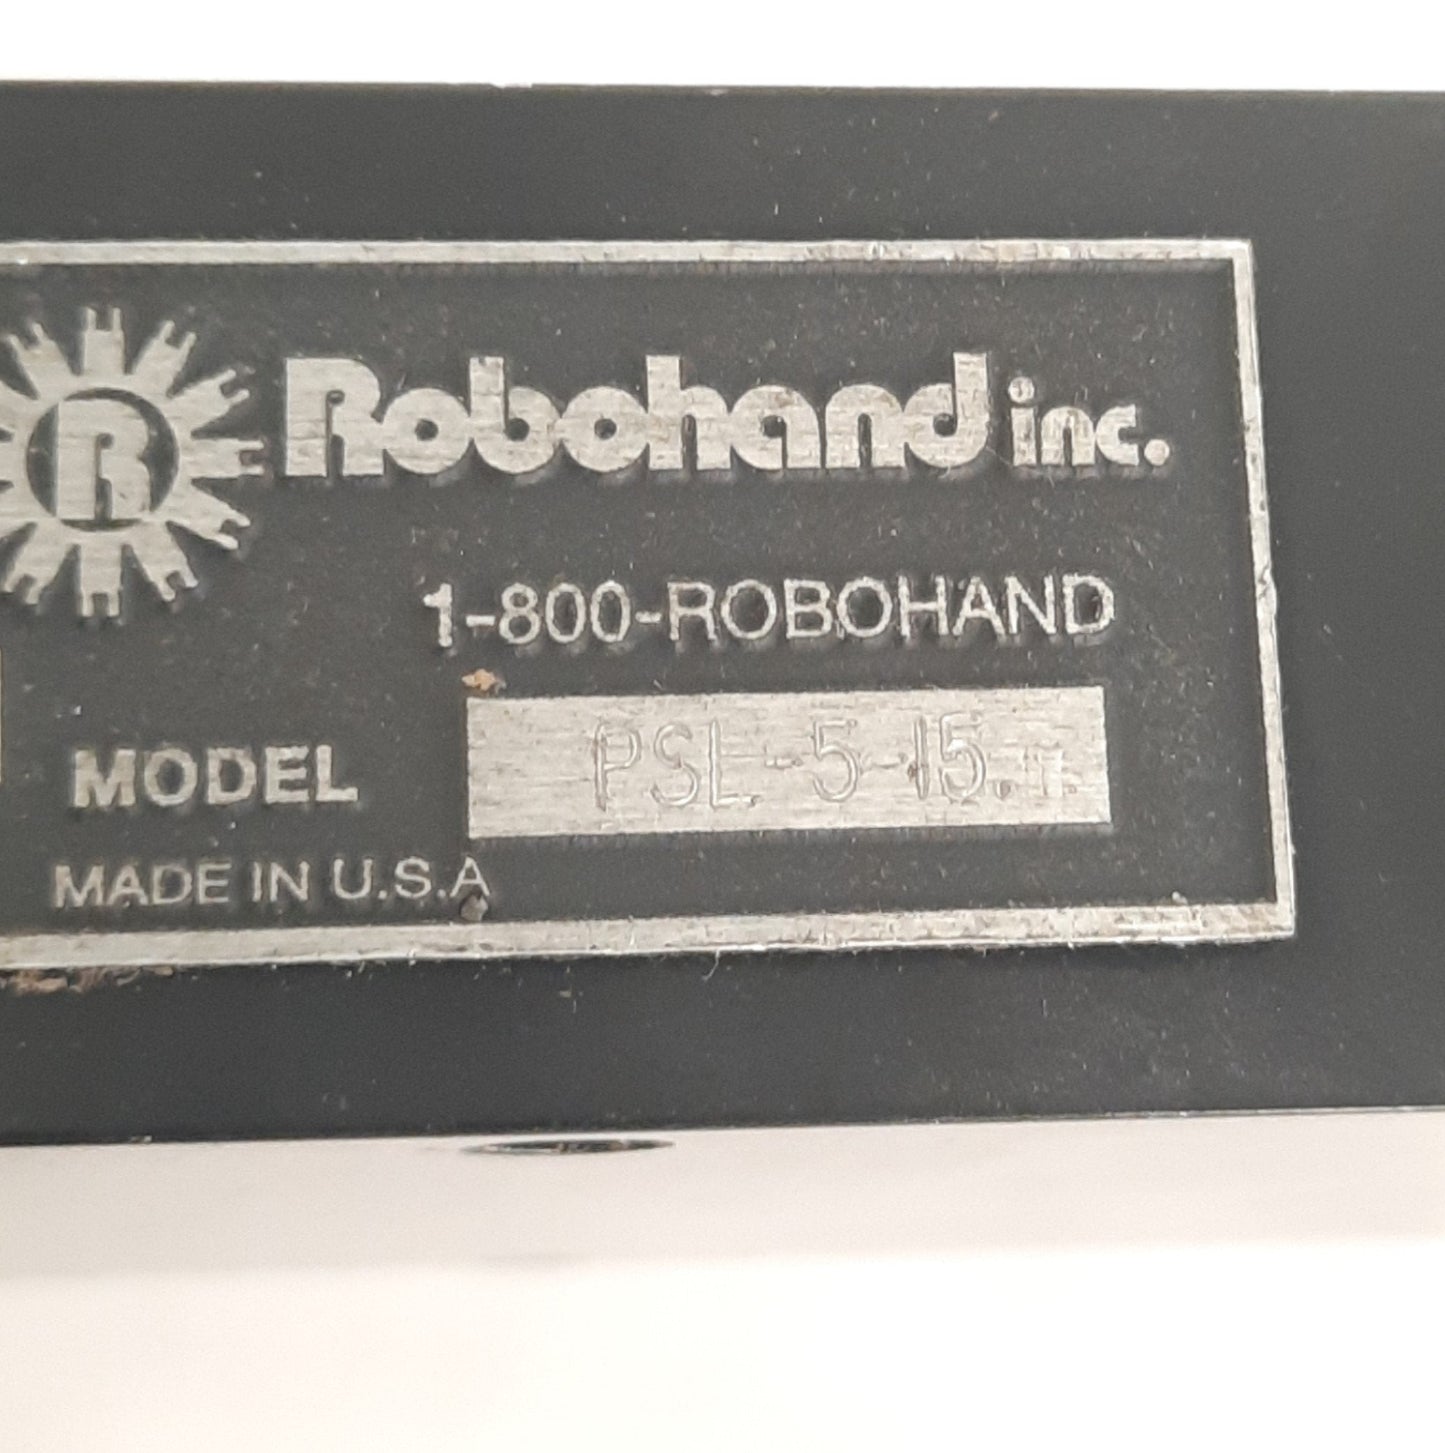 R
Robohand inc.
1-800-ROBOHAND
MODEL PSL-5-15.
MADE IN U.S.A